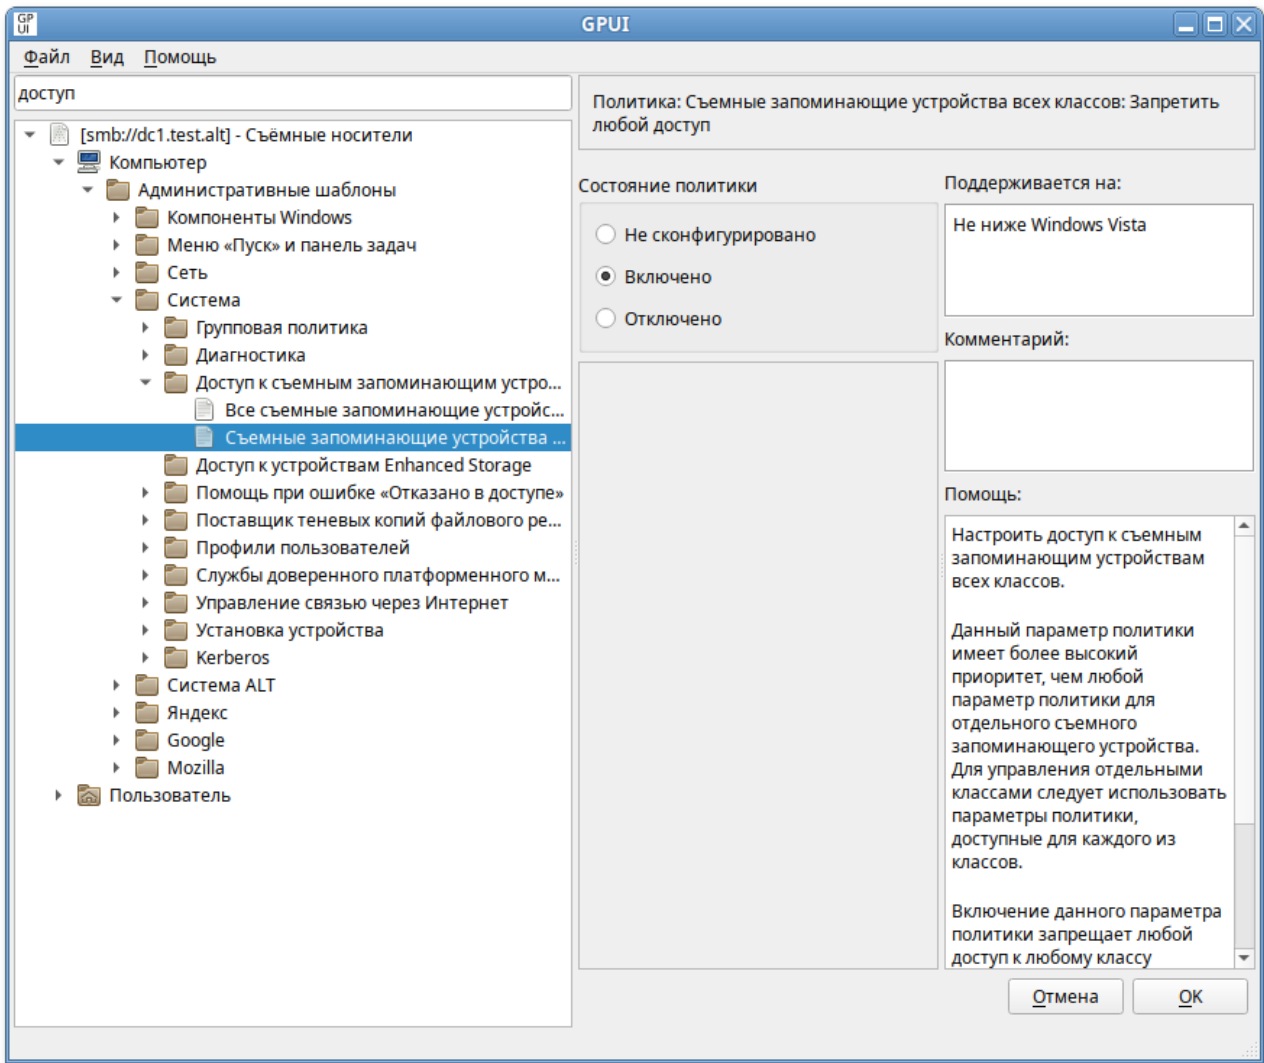 GP
UI
GPUI
Файл Вид Помощь
доступ
[smb://dc1.test.alt] - Съёмные носители
Компьютер
Административные шаблоны
Компоненты Windows
Меню «Пуск» и панель задач
Сеть
Система
Групповая политика
Диагностика
Доступ к съемным запоминающим устро...
Все съемные запоминающие устройс...
Съемные запоминающие устройства ...
Доступ к устройствам Enhanced Storage
Помощь при ошибке «Отказано в доступе»
Поставщик теневых копий файлового ре...
Профили пользователей
Службы доверенного платформенного м...
Управление связью через Интернет
Установка устройства
Kerberos
Система ALT
Яндекс
Google
Mozilla
Пользователь
Политика: Съемные запоминающие устройства всех классов: Запретить
любой доступ
Состояние политики
Не сконфигурировано
Включено
Отключено
Поддерживается на:
Не ниже Windows Vista
Комментарий:
Помощь:
Настроить доступ к съемным
запоминающим устройствам
всех классов.
Данный параметр политики
имеет более высокий
приоритет, чем любой
параметр политики для
отдельного съемного
запоминающего устройства.
Для управления отдельными
классами следует использовать
параметры политики,
доступные для каждого из
классов.
Включение данного параметра
политики запрещает любой
доступ к любому классу
Отмена
OK